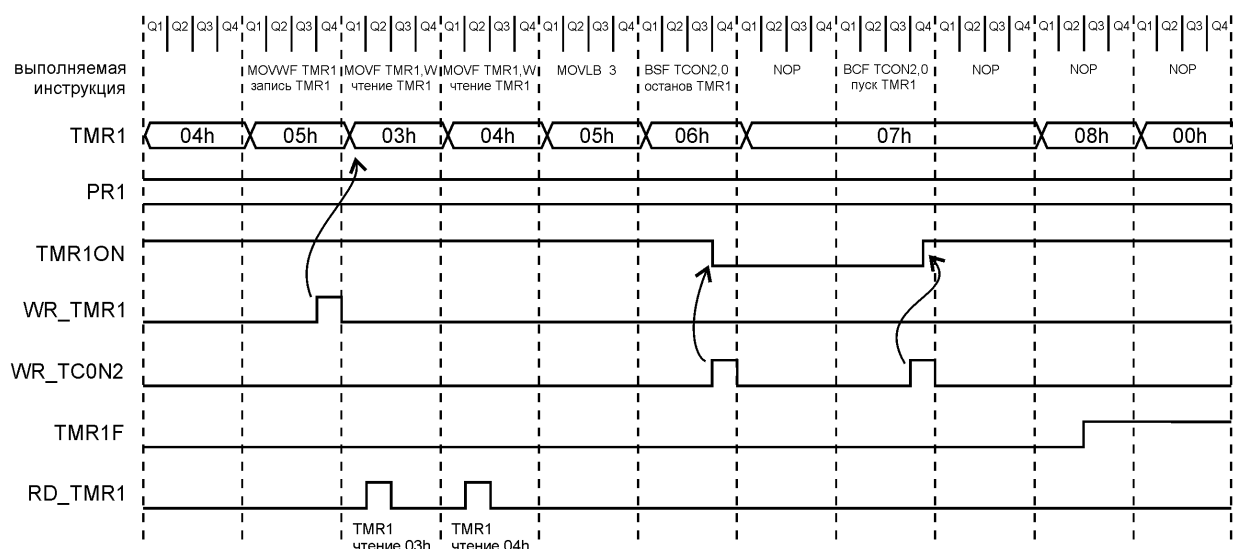 Q1 Q2 Q3 Q4 Q1 Q2 Q3 Q4 Q1 Q2 Q3 Q4 Q1 Q2 Q3 Q4 Q1 Q2 Q3 Q4 Q1 Q2 Q3 Q4 Q1 Q2 Q3 Q4 Q1 Q2 Q3 Q4 Q1 Q2 Q3 Q4 Q1 Q2 Q3 Q4 Q1 Q2 Q3 Q4
выполняемая MOVWF TMR1 MOVF TMR1,W MOVF TMR1,W MOVLB 3 BSF TCON2,0 NOP BCF TCON2,0 NOP NOP NOP
инструкция запись TMR1 чтение TMR1 чтение TMR1 останов TMR1 пуск TMR1
TMR1 04h 05h 03h 04h 05h 06h 07h 08h 00h
PR1
TMR1ON
WR_TMR1
WR_TC0N2
TMR1F
RD_TMR1
TMR1 TMR1
чтение 03h чтение 04h